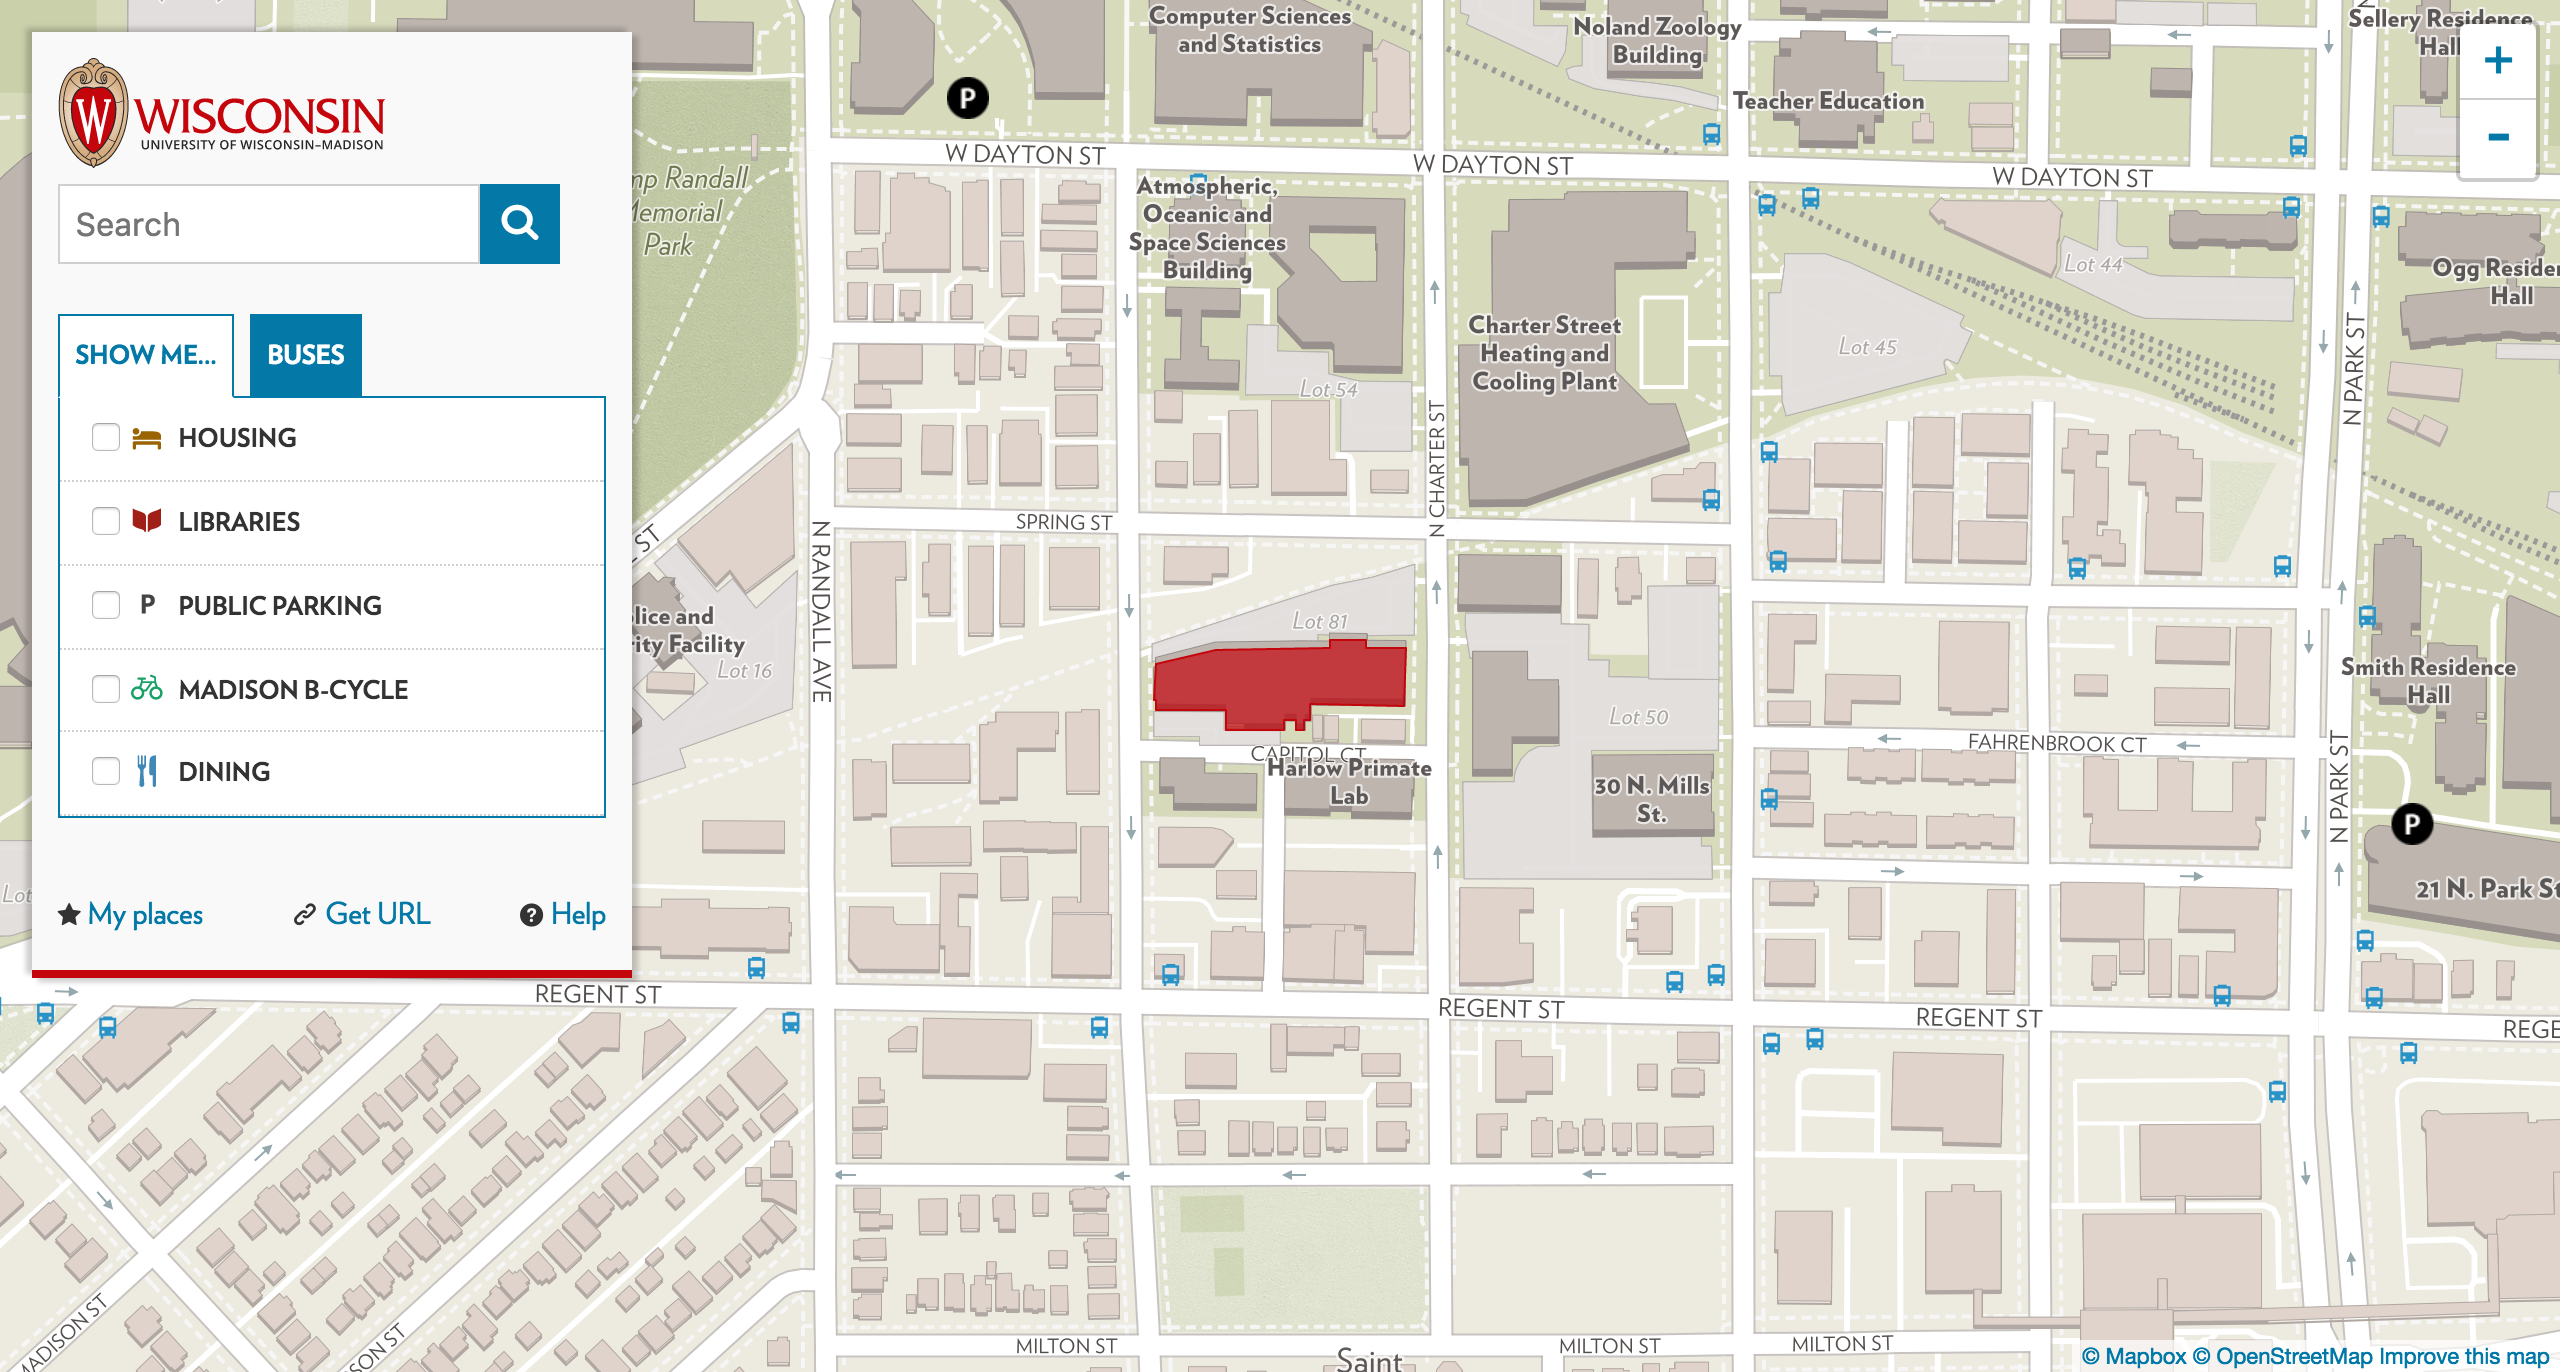 WISCONSIN
UNIVERSITY OF WISCONSIN–MADISON
Search
SHOW ME...
BUSES
HOUSING
LIBRARIES
P PUBLIC PARKING
MADISON B-CYCLE
DINING
My places
Get URL
? Help
Computer Sciences
and Statistics
Noland Zoology
Building
Sellery Residence
Hall
+
−
P
Teacher Education
W DAYTON ST
W DAYTON ST
W DAYTON ST
mp Randall
Memorial
Park
Atmospheric,
Oceanic and
Space Sciences
Building
Lot 44
Ogg Reside
Hall
Charter Street
Heating and
Cooling Plant
Lot 45
Lot 54
N PARK ST
N CHARTER ST
SPRING ST
ST
N RANDALL AVE
lice and
ity Facility
Lot 16
Lot 81
Smith Residence
Hall
Lot 50
CAPITOL CT
Harlow Primate
Lab
30 N. Mills
St.
FAHRENBROOK CT
N PARK ST
P
21 N. Park St
Lot
REGENT ST
REGENT ST
REGENT ST
REGE
MADISON ST
SON ST
MILTON ST
MILTON ST
MILTON ST
Saint
© Mapbox © OpenStreetMap Improve this map